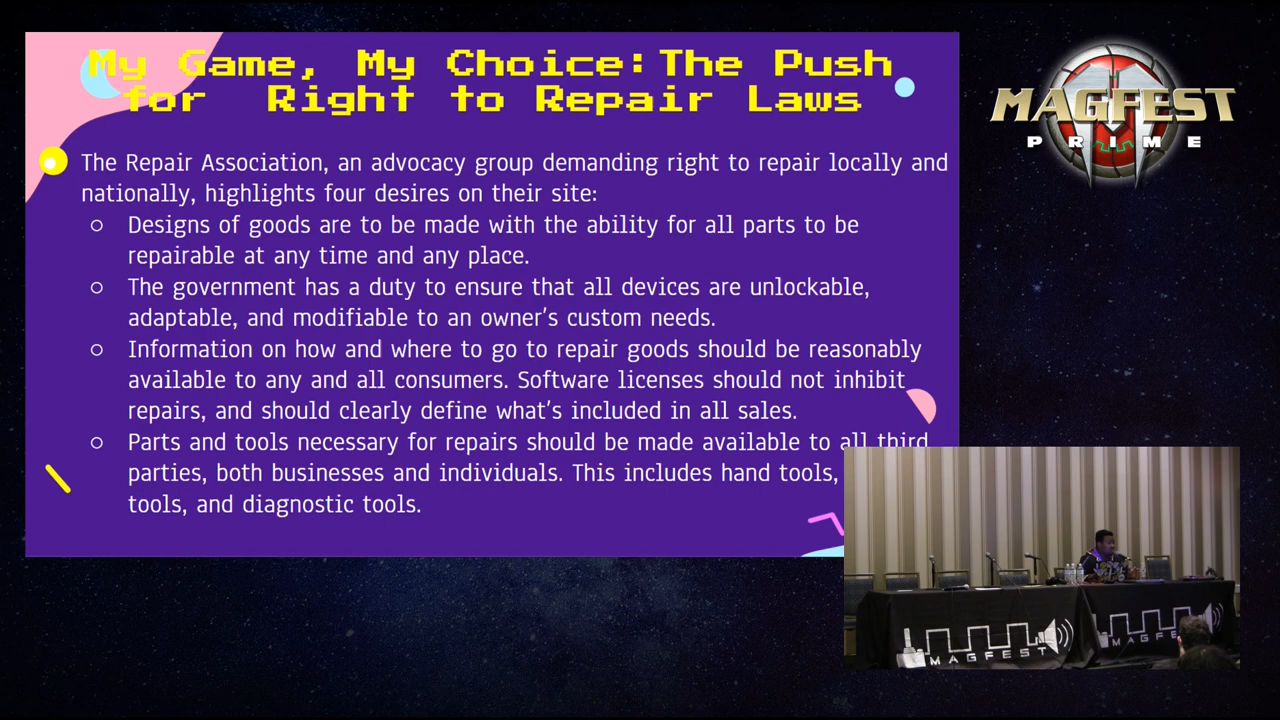 My Game, My Choice: The Push
for Right to Repair Laws
The Repair Association, an advocacy group demanding right to repair locally and
nationally, highlights four desires on their site:
○ Designs of goods are to be made with the ability for all parts to be
repairable at any time and any place.
○ The government has a duty to ensure that all devices are unlockable,
adaptable, and modifiable to an owner's custom needs.
○ Information on how and where to go to repair goods should be reasonably
available to any and all consumers. Software licenses should not inhibit
repairs, and should clearly define what's included in all sales.
○ Parts and tools necessary for repairs should be made available to all third
parties, both businesses and individuals. This includes hand tools,
tools, and diagnostic tools.
MAGFEST
PRIME
MAGFEST
MAGFE